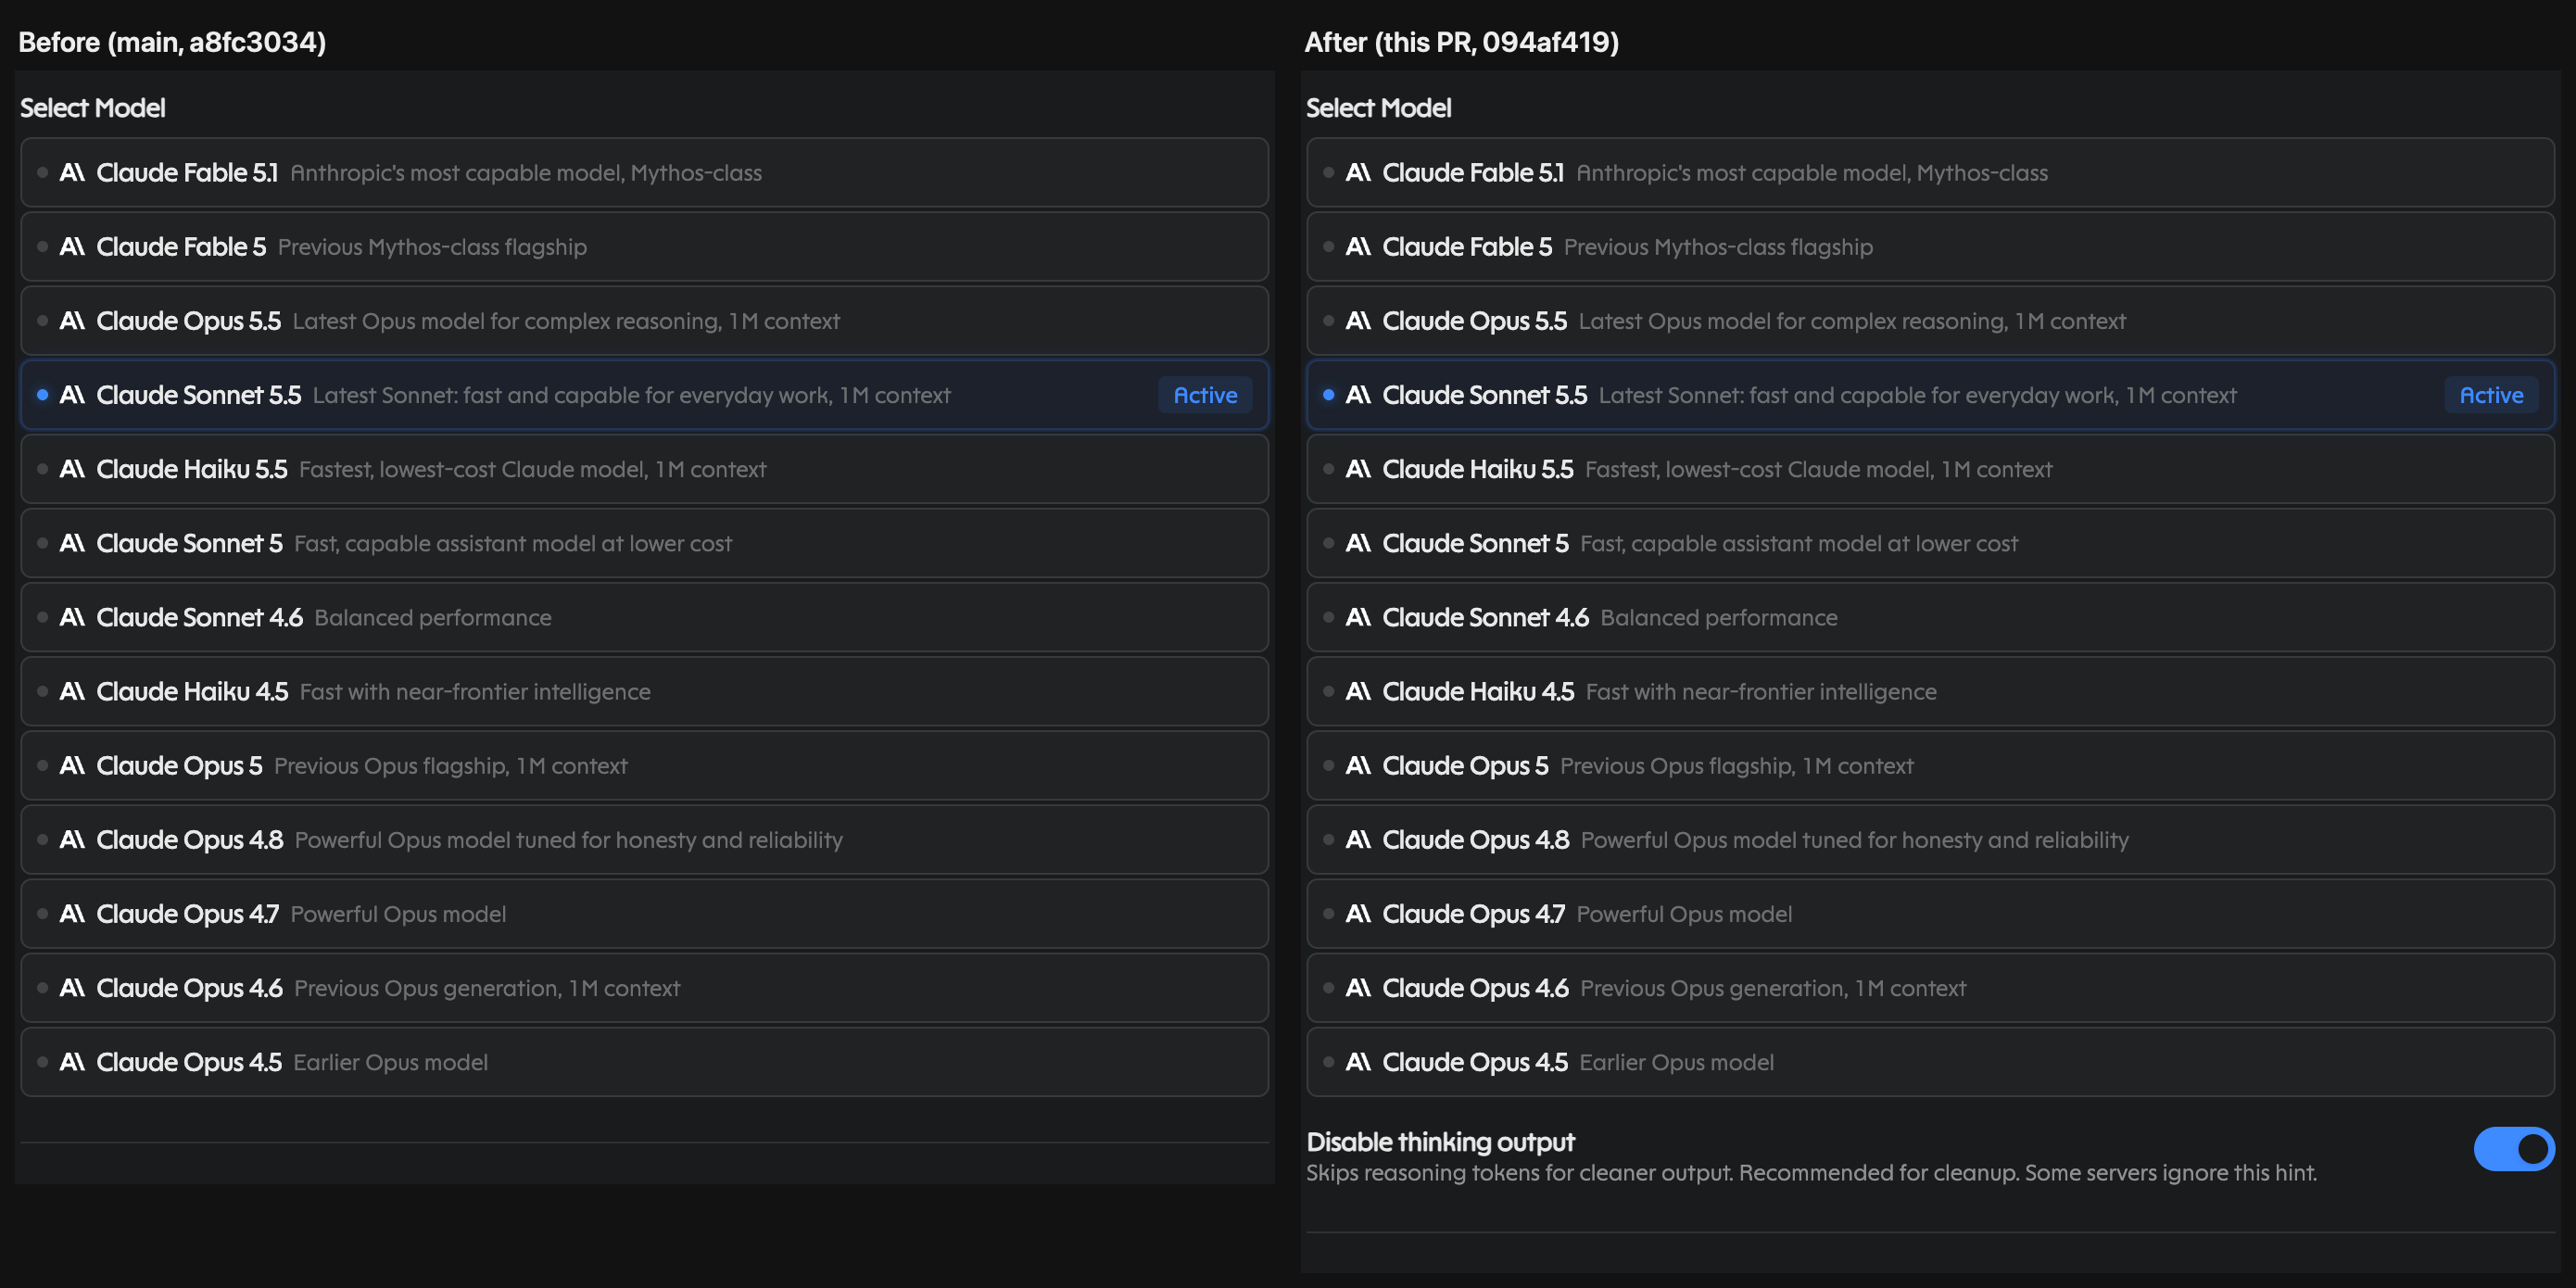 Before (main, a8fc3034)
Select Model
Claude Fable 5.1 Anthropic's most capable model, Mythos-class
Claude Fable 5 Previous Mythos-class flagship
Claude Opus 5.5 Latest Opus model for complex reasoning, 1M context
Claude Sonnet 5.5 Latest Sonnet: fast and capable for everyday work, 1M context Active
Claude Haiku 5.5 Fastest, lowest-cost Claude model, 1M context
Claude Sonnet 5 Fast, capable assistant model at lower cost
Claude Sonnet 4.6 Balanced performance
Claude Haiku 4.5 Fast with near-frontier intelligence
Claude Opus 5 Previous Opus flagship, 1M context
Claude Opus 4.8 Powerful Opus model tuned for honesty and reliability
Claude Opus 4.7 Powerful Opus model
Claude Opus 4.6 Previous Opus generation, 1M context
Claude Opus 4.5 Earlier Opus model
After (this PR, 094af419)
Select Model
Claude Fable 5.1 Anthropic's most capable model, Mythos-class
Claude Fable 5 Previous Mythos-class flagship
Claude Opus 5.5 Latest Opus model for complex reasoning, 1M context
Claude Sonnet 5.5 Latest Sonnet: fast and capable for everyday work, 1M context Active
Claude Haiku 5.5 Fastest, lowest-cost Claude model, 1M context
Claude Sonnet 5 Fast, capable assistant model at lower cost
Claude Sonnet 4.6 Balanced performance
Claude Haiku 4.5 Fast with near-frontier intelligence
Claude Opus 5 Previous Opus flagship, 1M context
Claude Opus 4.8 Powerful Opus model tuned for honesty and reliability
Claude Opus 4.7 Powerful Opus model
Claude Opus 4.6 Previous Opus generation, 1M context
Claude Opus 4.5 Earlier Opus model
Disable thinking output
Skips reasoning tokens for cleaner output. Recommended for cleanup. Some servers ignore this hint.